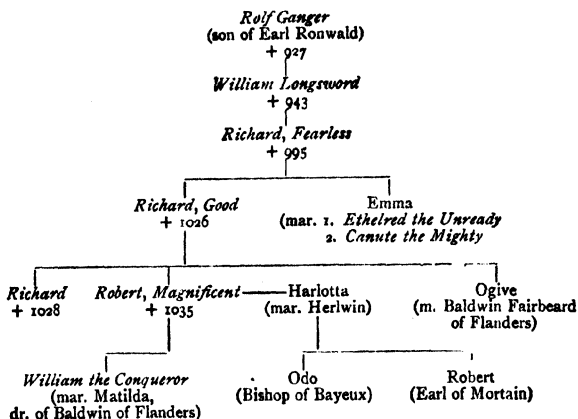 Rolf Ganger
(son of Earl Ronwald)
+ 927
William Longsword
+ 943
Richard, Fearless
+ 995
Richard, Good
+ 1026
Emma
(mar. 1. Ethelred the Unready
2. Canute the Mighty
Richard
+ 1028
Robert, Magnificent
+ 1035
Harlotta
(mar. Herlwin)
Ogive
(m. Baldwin Fairbeard
of Flanders)
William the Conqueror
(mar. Matilda,
dr. of Baldwin of Flanders)
Odo
(Bishop of Bayeux)
Robert
(Earl of Mortain)